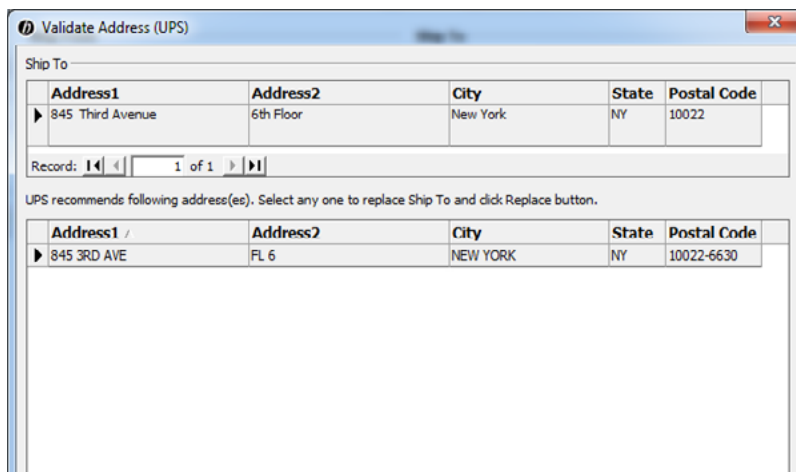 Validate Address (UPS)
Ship To
Ship To
Address1 Address2 City State Postal Code
845 Third Avenue 6th Floor New York NY 10022
Record: 1 of 1
UPS recommends following address(es). Select any one to replace Ship To and click Replace button.
Address1 Address2 City State Postal Code
845 3RD AVE FL 6 NEW YORK NY 10022-6630